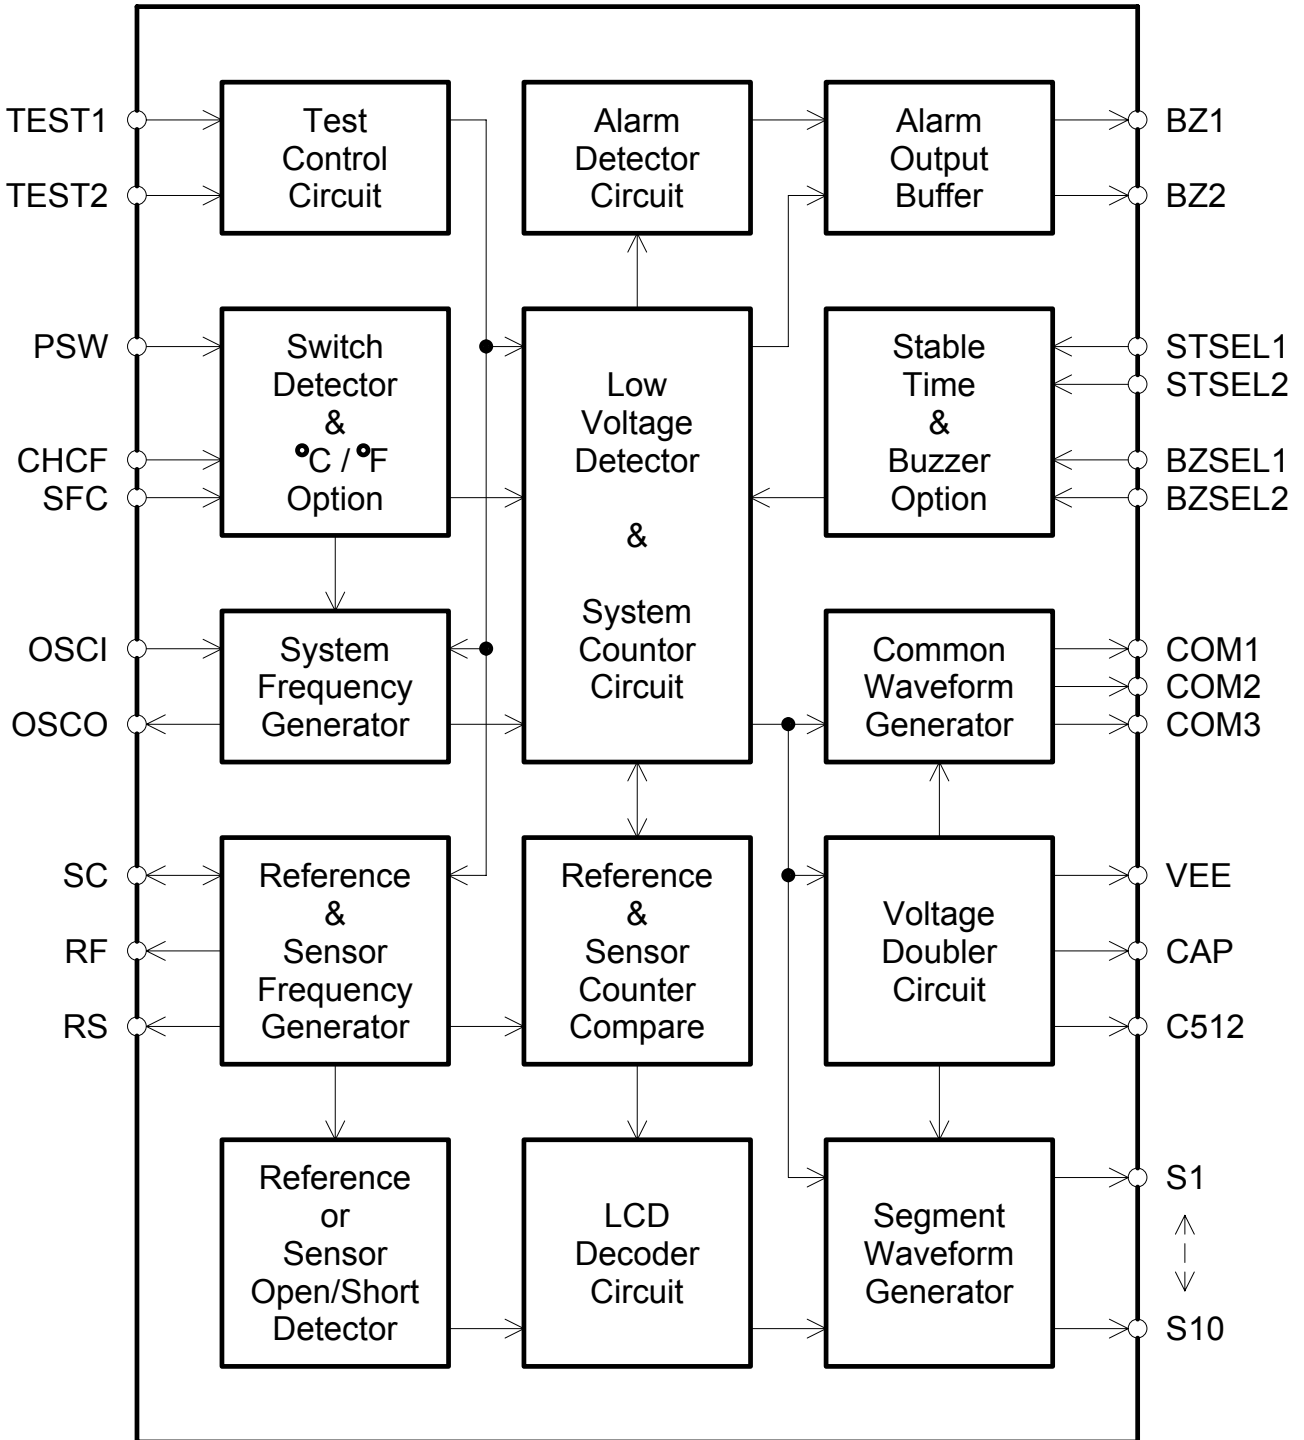 TEST1
TEST2
Test
Control
Circuit
Alarm
Detector
Circuit
Alarm
Output
Buffer
BZ1
BZ2
PSW
CHCF
SFC
Switch
Detector
&
°C / °F
Option
Low
Voltage
Detector
&
System
Countor
Circuit
Stable
Time
&
Buzzer
Option
STSEL1
STSEL2
BZSEL1
BZSEL2
OSCI
OSCO
System
Frequency
Generator
Common
Waveform
Generator
COM1
COM2
COM3
SC
RF
RS
Reference
&
Sensor
Frequency
Generator
Reference
&
Sensor
Counter
Compare
Voltage
Doubler
Circuit
VEE
CAP
C512
Reference
or
Sensor
Open/Short
Detector
LCD
Decoder
Circuit
Segment
Waveform
Generator
S1
S10